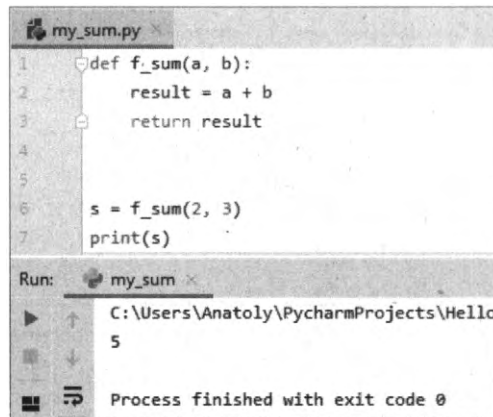 my_sum.py
1 def f_sum(a, b):
2     result = a + b
3     return result
4
5
6 s = f_sum(2, 3)
7 print(s)
Run: my_sum
C:\Users\Anatoly\PycharmProjects\Hello
5
Process finished with exit code 0